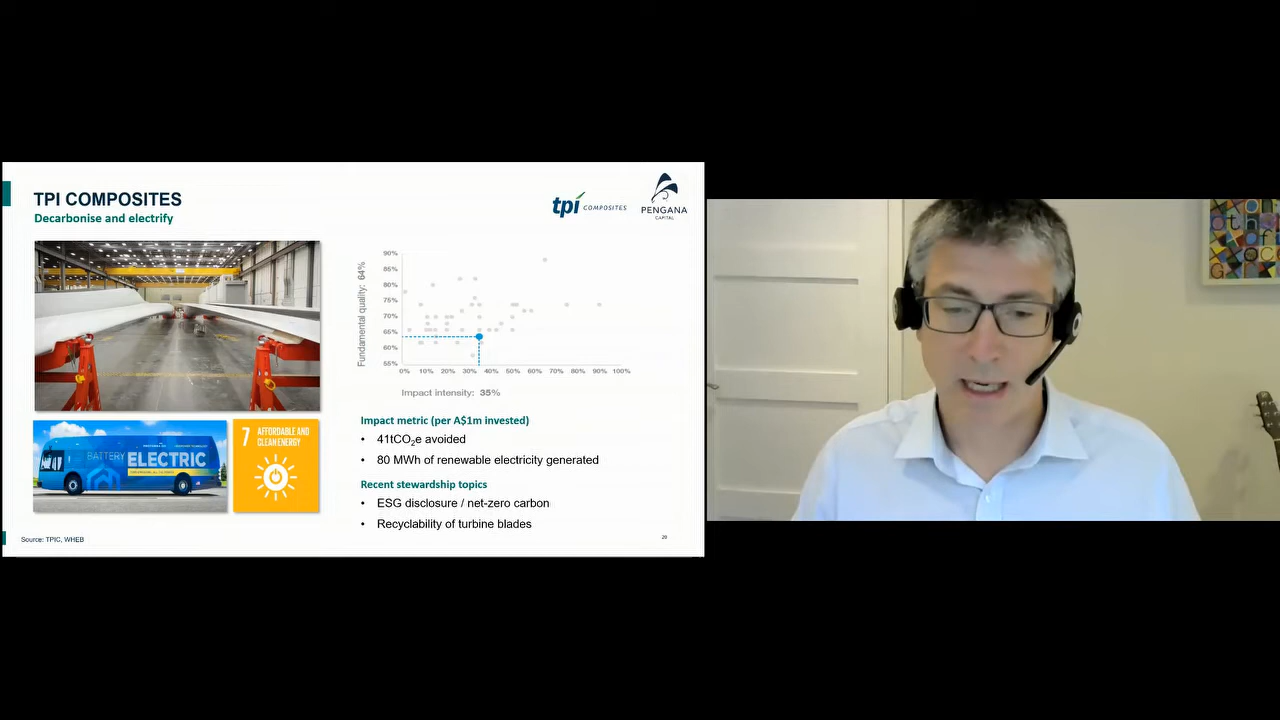 TPI COMPOSITES
Decarbonise and electrify
tpi COMPOSITES
PENGANA
CAPITAL
Fundamental quality: 64%
90%
85%
80%
75%
70%
65%
60%
55%
0% 10% 20% 30% 40% 50% 60% 70% 80% 90% 100%
Impact intensity: 35%
BATTERY ELECTRIC
7 AFFORDABLE AND
CLEAN ENERGY
Impact metric (per A$1m invested)
• 41tCO2e avoided
• 80 MWh of renewable electricity generated
Recent stewardship topics
• ESG disclosure / net-zero carbon
• Recyclability of turbine blades
Source: TPIC, WHEB
20